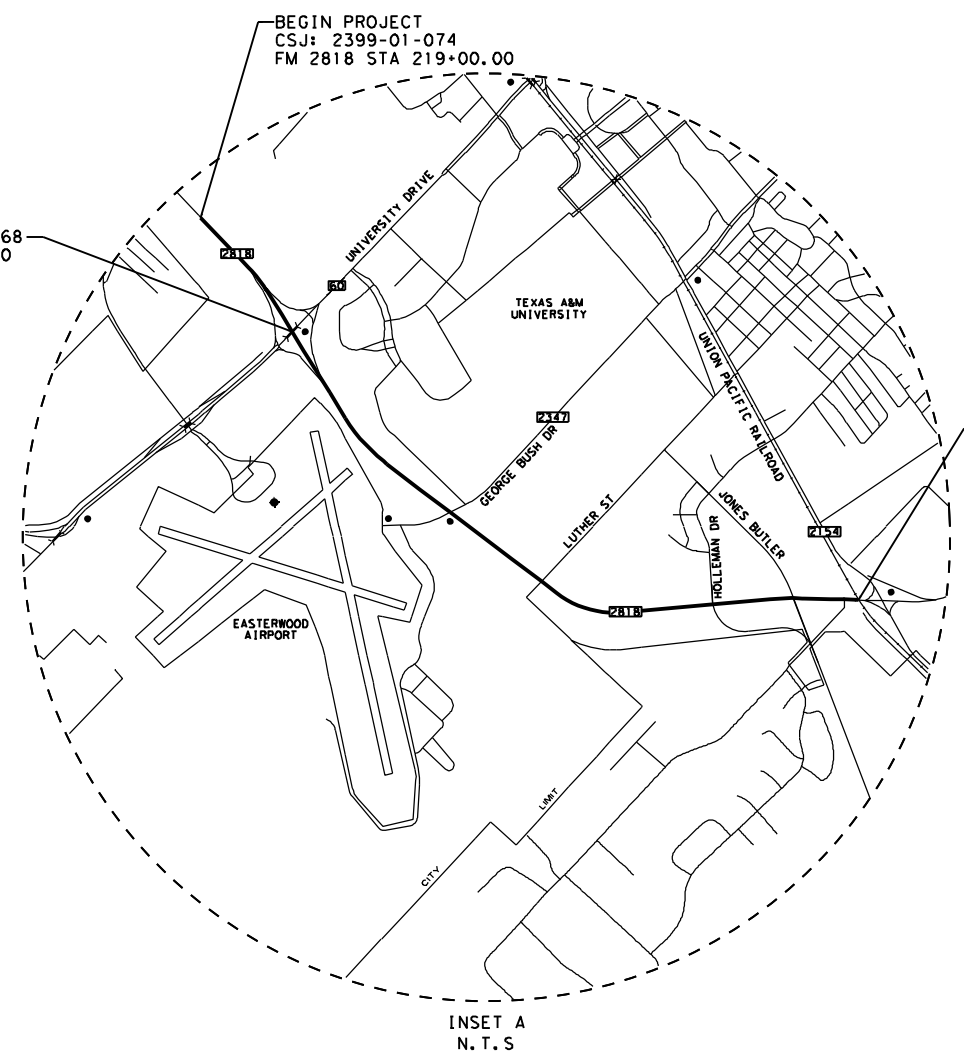 BEGIN PROJECT
CSJ: 2399-01-074
FM 2818 STA 219+00.00
68
0
2818
UNIVERSITY DRIVE
60
TEXAS A&M
UNIVERSITY
UNION PACIFIC RAILROAD
2347
GEORGE BUSH DR
LUTHER ST
JONES BUTLER
HOLLEMAN DR
2154
2818
EASTERWOOD
AIRPORT
LIMIT
CITY
INSET A
N.T.S